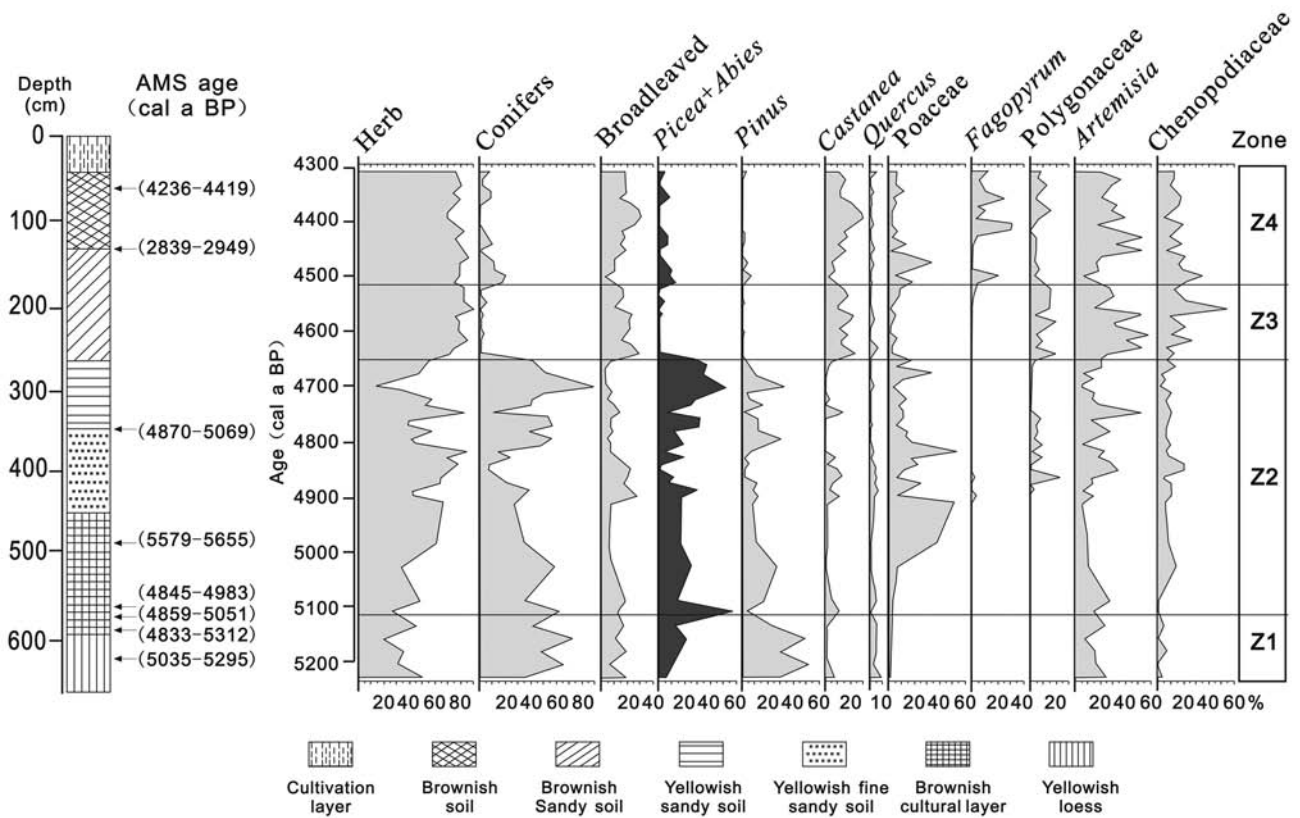 Depth
(cm)
AMS age
(cal a BP)
0
100
200
300
400
500
600
(4236-4419)
(2839-2949)
(4870-5069)
(5579-5655)
(4845-4983)
(4859-5051)
(4833-5312)
(5035-5295)
Age (cal a BP)
4300
4400
4500
4600
4700
4800
4900
5000
5100
5200
Herb
Conifers
Broadleaved
Picea+Abies
Pinus
Castanea
Quercus
Poaceae
Fagopyrum
Polygonaceae
Artemisia
Chenopodiaceae
Zone
Z4
Z3
Z2
Z1
20 40 60 80 20 40 60 80 20 40 20 40 60 20 40 60 20 10 20 40 60 20 40 20 20 40 60 20 40 60 %
Cultivation
layer
Brownish
soil
Brownish
Sandy soil
Yellowish
sandy soil
Yellowish fine
sandy soil
Brownish
cultural layer
Yellowish
loess